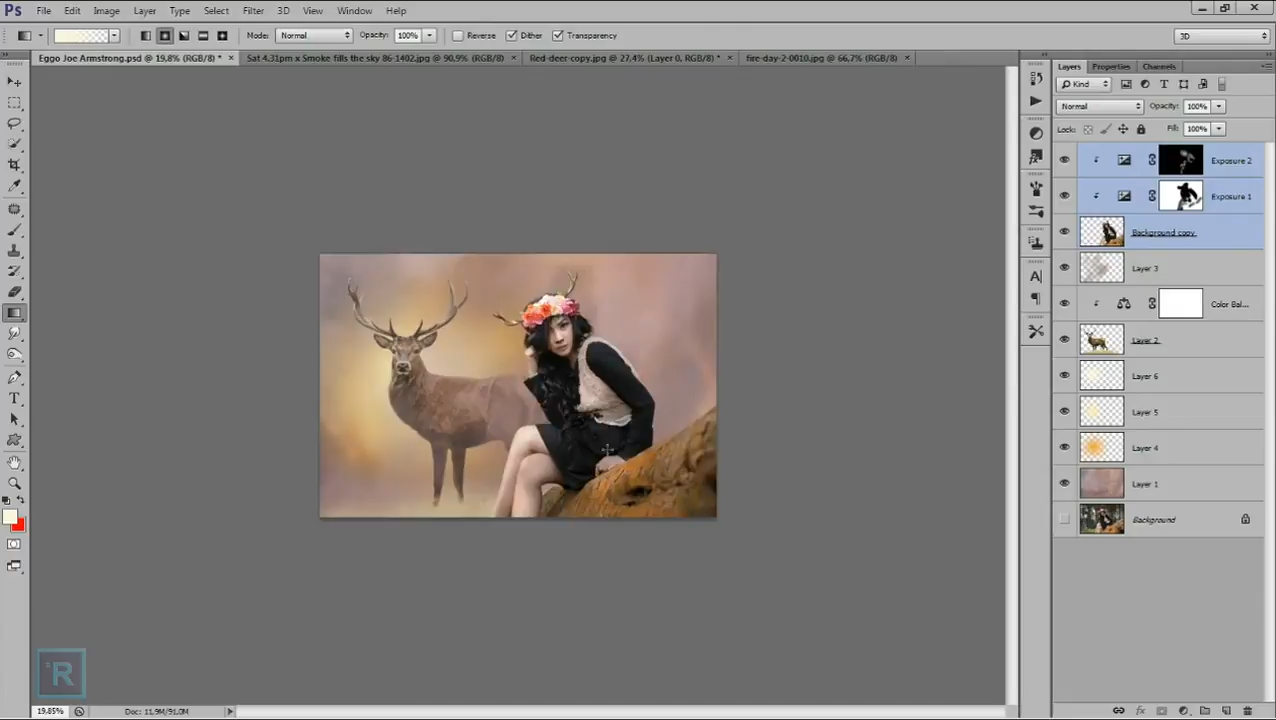 Ps File Edit Image Layer Type Select Filter 3D View Window Help
Mode: Normal Opacity: 100% Reverse Dither Transparency 3D
Eggo Joe Armstrong.psd @ 19,8% (RGB/8) * × Sat 4.31pm x Smoke fills the sky 86-1402.jpg @ 90,9% (RGB/8) × Red-deer-copy.jpg @ 27,4% (Layer 0, RGB/8) * × fire-day-2-0010.jpg @ 66,7% (RGB/8) ×
Layers Properties Channels
Kind
Normal Opacity: 100%
Lock: Fill: 100%
Exposure 2
Exposure 1
Background copy
Layer 3
Color Bal...
Layer 2
Layer 6
Layer 5
Layer 4
Layer 1
Background
°R
19,85% Doc: 11,9M/91,0M